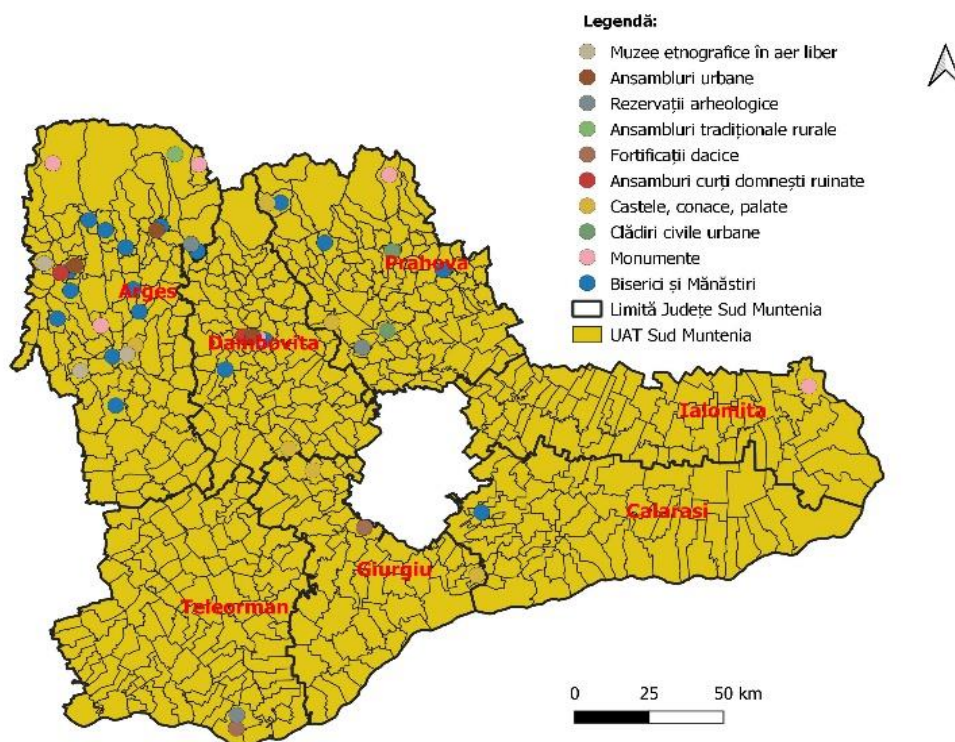 Legendă:
Muzee etnografice în aer liber
Ansambluri urbane
Rezervații arheologice
Ansambluri tradiționale rurale
Fortificații dacice
Ansamburi curți domnești ruinate
Castele, conace, palate
Clădiri civile urbane
Monumente
Biserici și Mănăstiri
Limită Județe Sud Muntenia
UAT Sud Muntenia
Prahova
Arges
Dambovita
Ialomita
Calarasi
Giurgiu
Teleorman
0 25 50 km